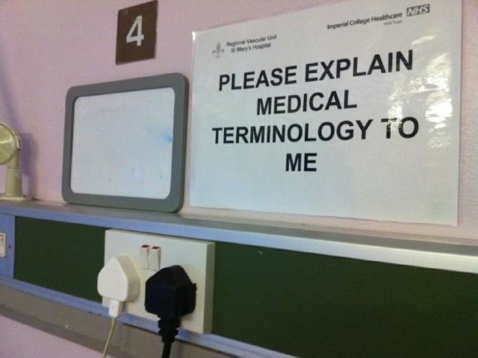 4
Regional Vascular Unit
St Mary's Hospital
Imperial College Healthcare NHS
NHS Trust
PLEASE EXPLAIN
MEDICAL
TERMINOLOGY TO
ME